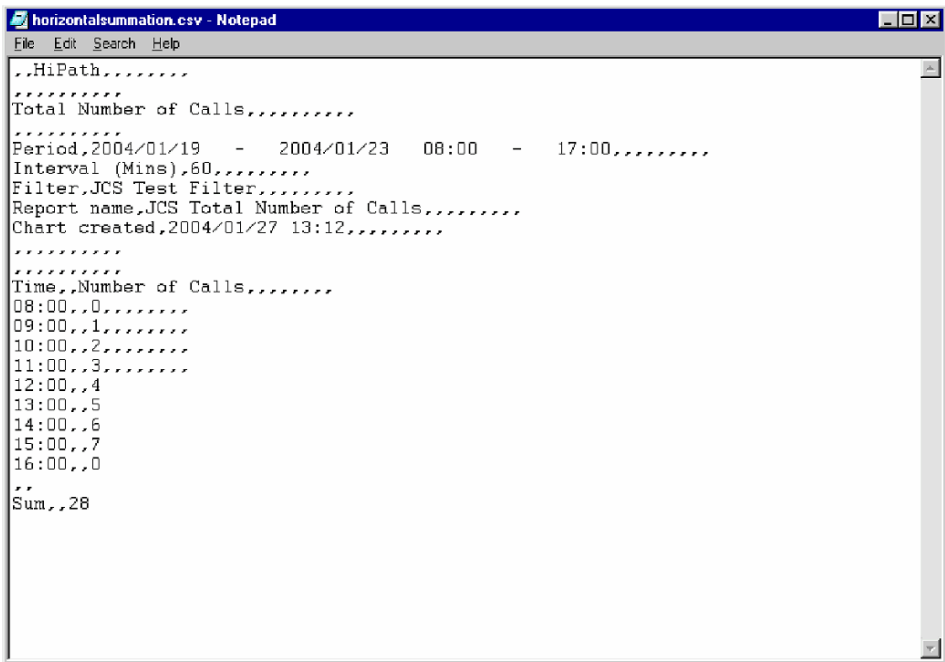 horizontalsummation.csv - Notepad
File Edit Search Help
,,HiPath,,,,,,,,
,,,,,,,,,,
Total Number of Calls,,,,,,,,,,
,,,,,,,,,,
Period,2004/01/19 - 2004/01/23 08:00 - 17:00,,,,,,,,,
Interval (Mins),60,,,,,,,,,
Filter,JCS Test Filter,,,,,,,,,
Report name,JCS Total Number of Calls,,,,,,,,,
Chart created,2004/01/27 13:12,,,,,,,,,
,,,,,,,,,,
,,,,,,,,,,
Time,,Number of Calls,,,,,,,,
08:00,,0,,,,,,,,
09:00,,1,,,,,,,,
10:00,,2,,,,,,,,
11:00,,3,,,,,,,,
12:00,,4
13:00,,5
14:00,,6
15:00,,7
16:00,,0
,,
Sum,,28